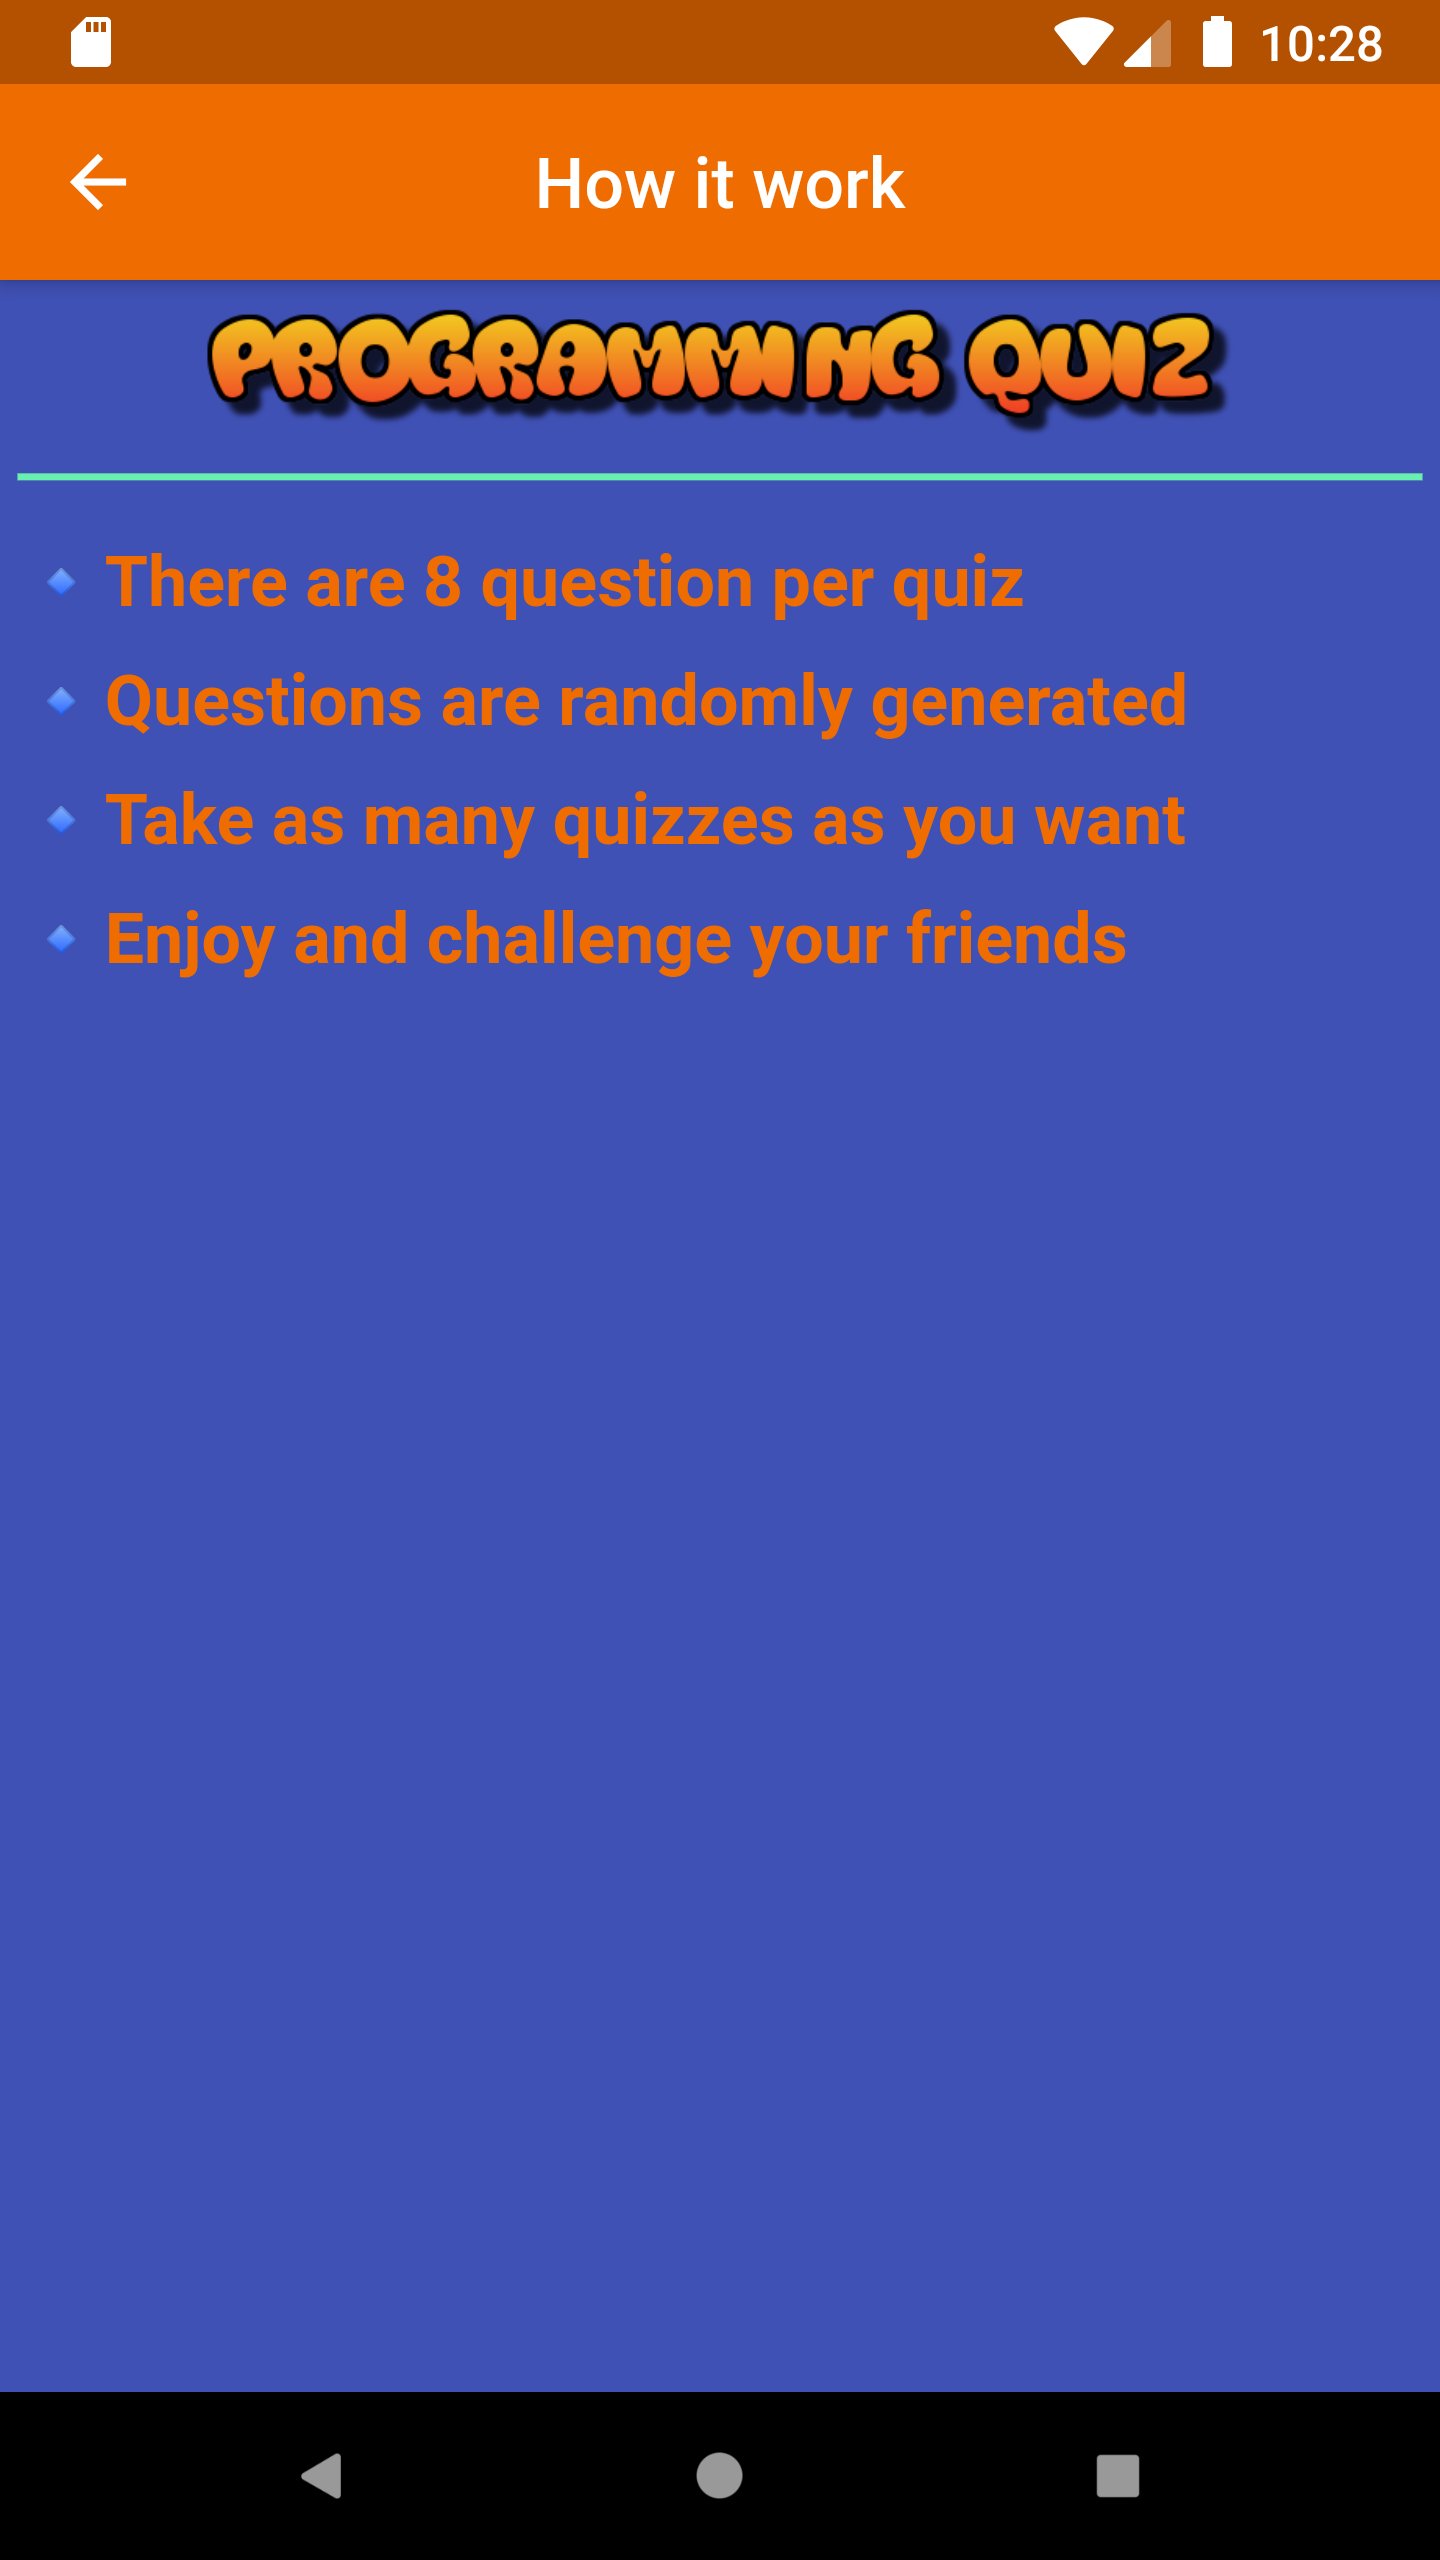 10:28
How it work
PROGRAMMING QUIZ
There are 8 question per quiz
Questions are randomly generated
Take as many quizzes as you want
Enjoy and challenge your friends